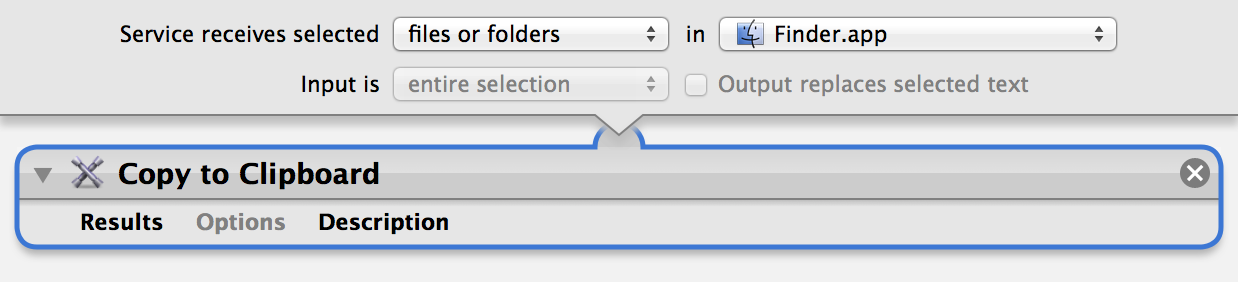 Service receives selected files or folders in Finder.app
Input is entire selection Output replaces selected text
Copy to Clipboard
Results Options Description